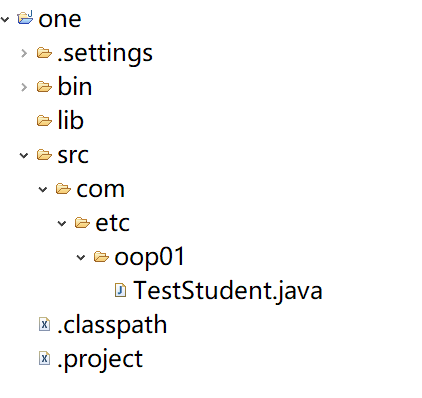 one
.settings
bin
lib
src
com
etc
oop01
TestStudent.java
.classpath
.project